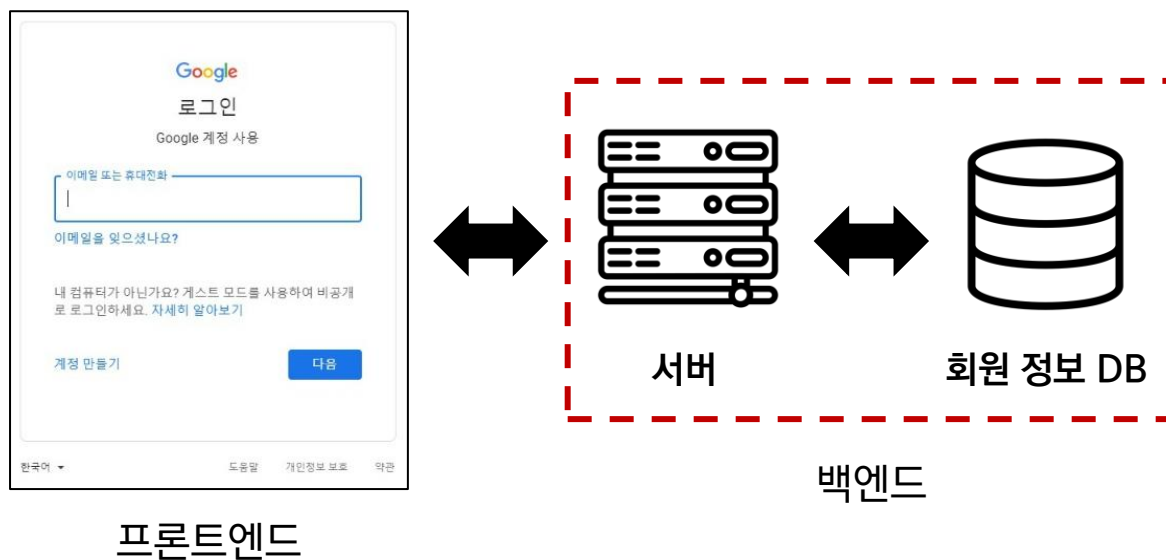 Google
로그인
Google 계정 사용
이메일 또는 휴대전화
이메일을 잊으셨나요?
내 컴퓨터가 아닌가요? 게스트 모드를 사용하여 비공개
로 로그인하세요. 자세히 알아보기
계정 만들기
다음
한국어
도움말 개인정보 보호 약관
프론트엔드
서버
회원 정보 DB
백엔드